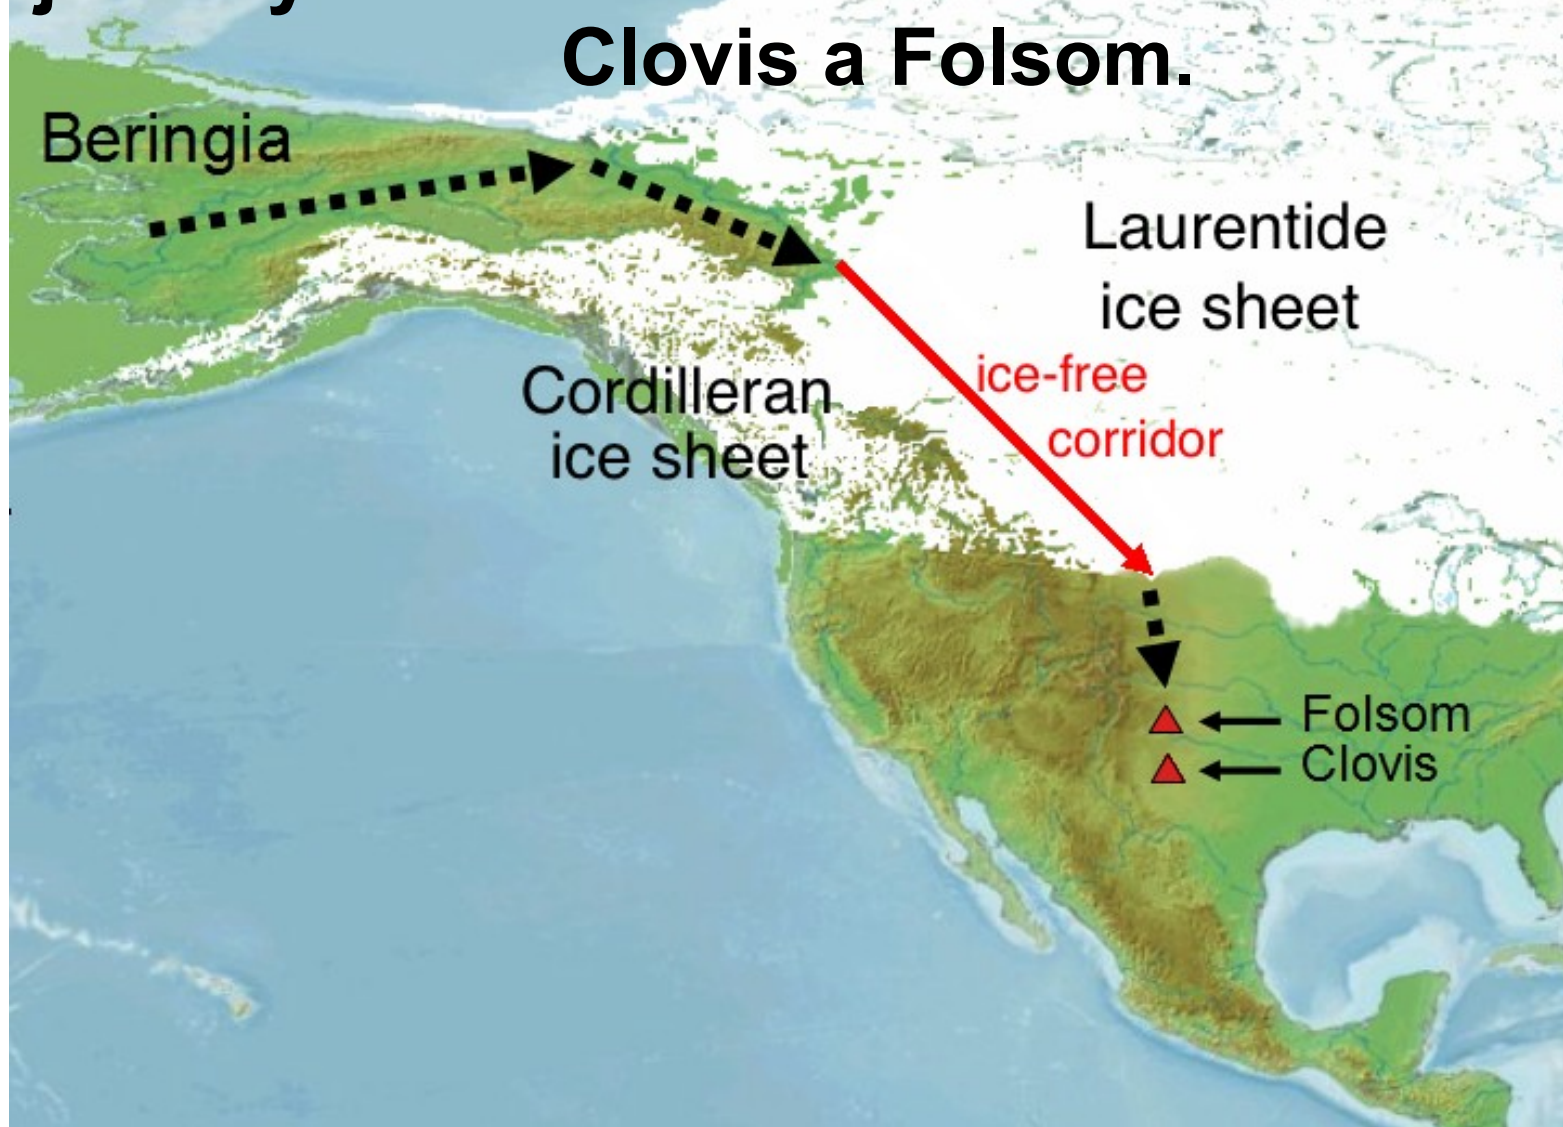 Clovis a Folsom.
Beringia
Laurentide
ice sheet
ice-free
corridor
Cordilleran
ice sheet
Folsom
Clovis